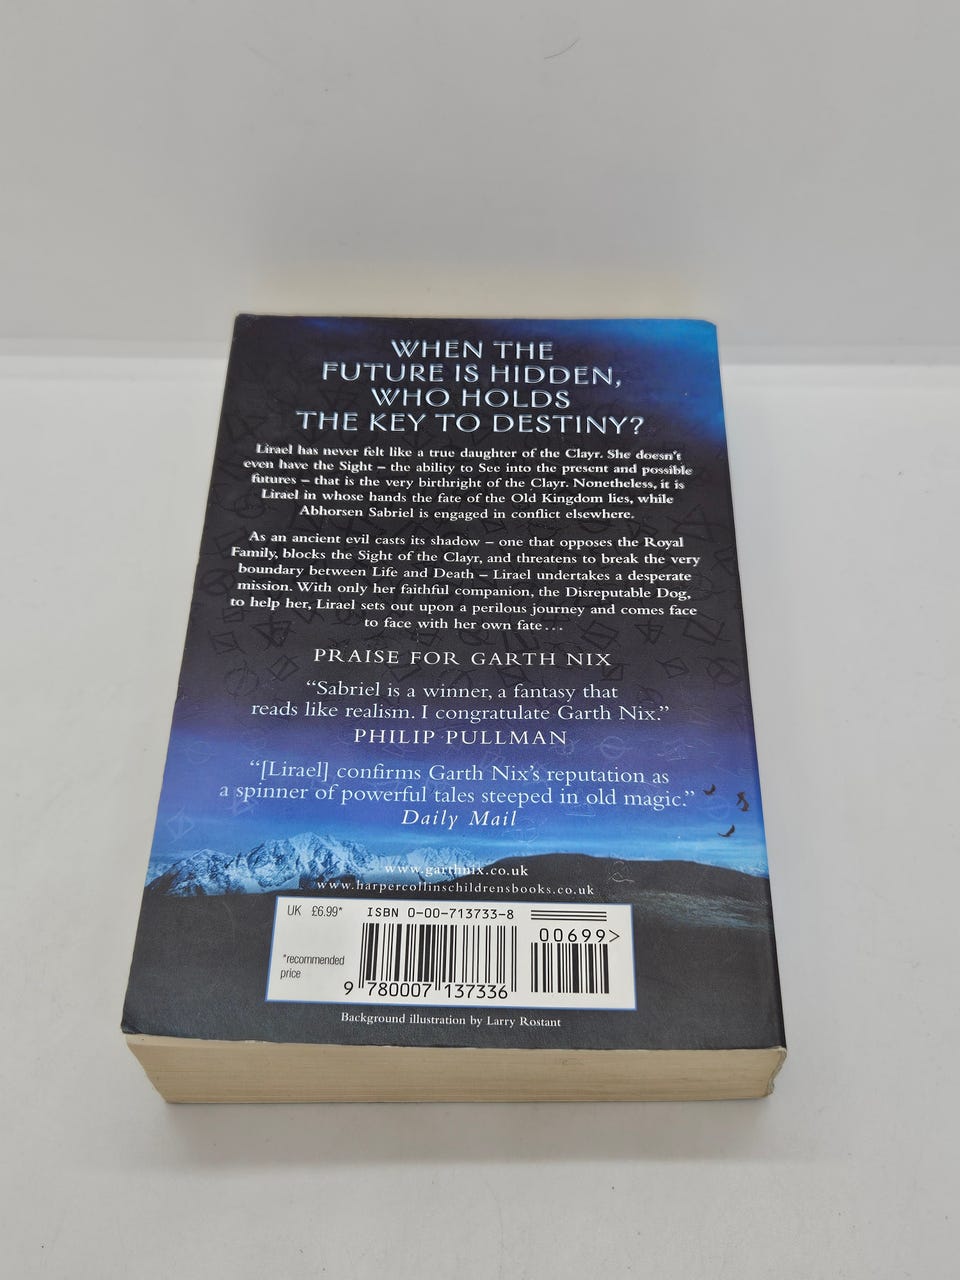 WHEN THE
FUTURE IS HIDDEN,
WHO HOLDS
THE KEY TO DESTINY?
Lirael has never felt like a true daughter of the Clayr. She doesn't
even have the Sight – the ability to See into the present and possible
futures – that is the very birthright of the Clayr. Nonetheless, it is
Lirael in whose hands the fate of the Old Kingdom lies, while
Abhorsen Sabriel is engaged in conflict elsewhere.
As an ancient evil casts its shadow – one that opposes the Royal
Family, blocks the Sight of the Clayr, and threatens to break the very
boundary between Life and Death – Lirael undertakes a desperate
mission. With only her faithful companion, the Disreputable Dog,
to help her, Lirael sets out upon a perilous journey and comes face
to face with her own fate...
PRAISE FOR GARTH NIX
“Sabriel is a winner, a fantasy that
reads like realism. I congratulate Garth Nix.”
PHILIP PULLMAN
“[Lirael] confirms Garth Nix's reputation as
a spinner of powerful tales steeped in old magic.”
Daily Mail
www.garthnix.co.uk
www.harpercollinschildrensbooks.co.uk
UK £6.99*
ISBN 0-00-713733-8
00699>
*recommended
price
9 780007 137336
Background illustration by Larry Rostant